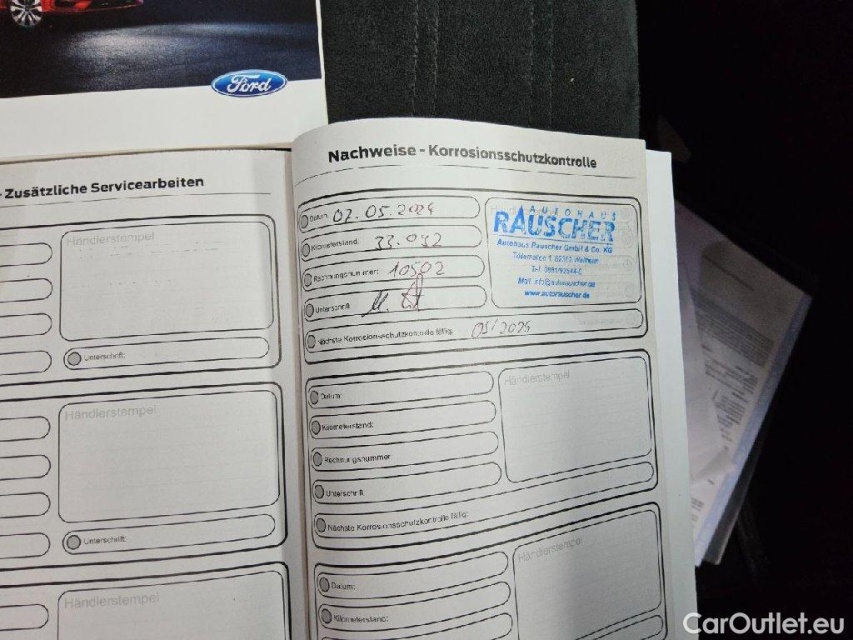 Ford
- Zusätzliche Servicearbeiten
Händlerstempel
Unterschrift:
Händlerstempel
Unterschrift:
Händlerstempel
Nachweise - Korrosionsschutzkontrolle
Datum: 02.05.2024
Kilometerstand: 33.032
Rechnungsnummer: 10502
Unterschrift:
Nächste Korrosionsschutzkontrolle fällig:
AUTOHAUS
RAUSCHER
Autohaus Rauscher GmbH & Co. KG
www.autorauscher.de
Datum:
Kilometerstand:
Rechnungsnummer
Unterschrift
Nächste Korrosionsschutzkontrolle fällig:
Händlerstempel
Datum:
Kilometerstand:
Händlerstempel
CarOutlet.eu